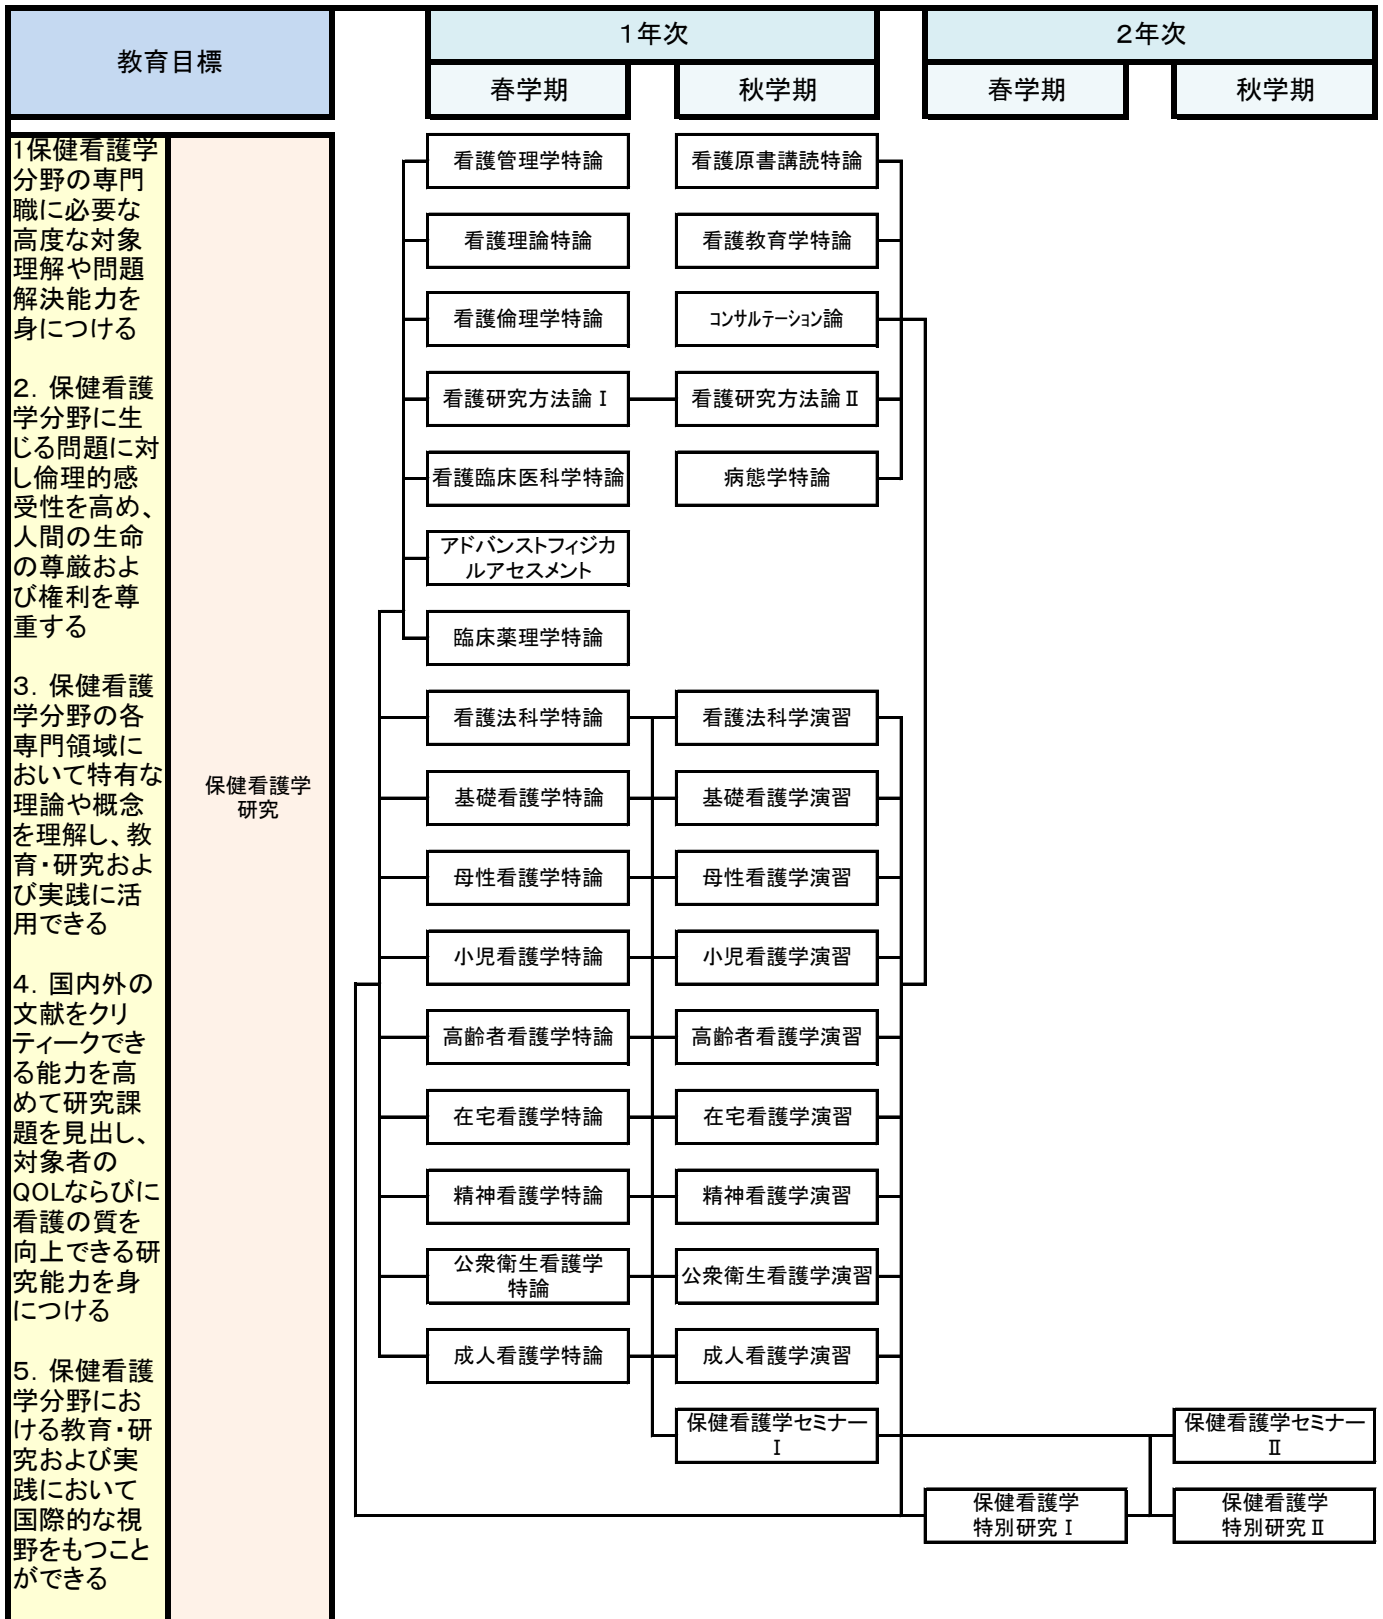 教育目標
1年次
2年次
春学期
秋学期
春学期
秋学期
1保健看護学
分野の専門
職に必要な
高度な対象
理解や問題
解決能力を
身につける
2．保健看護
学分野に生
じる問題に対
し倫理的感
受性を高め、
人間の生命
の尊厳およ
び権利を尊
重する
3．保健看護
学分野の各
専門領域に
おいて特有な
理論や概念
を理解し、教
育・研究およ
び実践に活
用できる
4．国内外の
文献をクリ
ティークでき
る能力を高
めて研究課
題を見出し、
対象者の
QOLならびに
看護の質を
向上できる研
究能力を身
につける
5．保健看護
学分野にお
ける教育・研
究および実
践において
国際的な視
野をもつこと
ができる
保健看護学
研究
看護管理学特論
看護原書講読特論
看護理論特論
看護教育学特論
看護倫理学特論
コンサルテーション論
看護研究方法論Ⅰ
看護研究方法論Ⅱ
看護臨床医科学特論
病態学特論
アドバンストフィジカ
ルアセスメント
臨床薬理学特論
看護法科学特論
看護法科学演習
基礎看護学特論
基礎看護学演習
母性看護学特論
母性看護学演習
小児看護学特論
小児看護学演習
高齢者看護学特論
高齢者看護学演習
在宅看護学特論
在宅看護学演習
精神看護学特論
精神看護学演習
公衆衛生看護学
特論
公衆衛生看護学演習
成人看護学特論
成人看護学演習
保健看護学セミナー
Ⅰ
保健看護学セミナー
Ⅱ
保健看護学
特別研究Ⅰ
保健看護学
特別研究Ⅱ